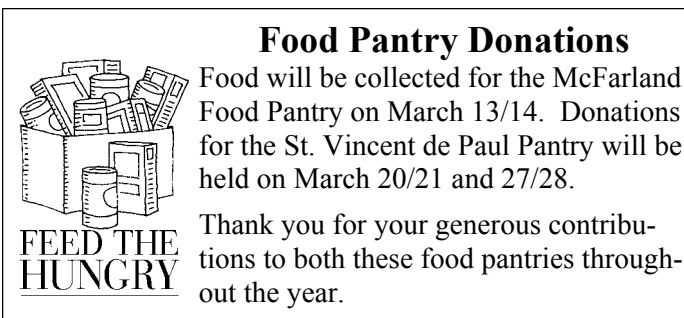 Food Pantry Donations
Food will be collected for the McFarland
Food Pantry on March 13/14.  Donations
for the St. Vincent de Paul Pantry will be
held on March 20/21 and 27/28.
Thank you for your generous contribu-
tions to both these food pantries through-
out the year.
FEED THE
HUNGRY